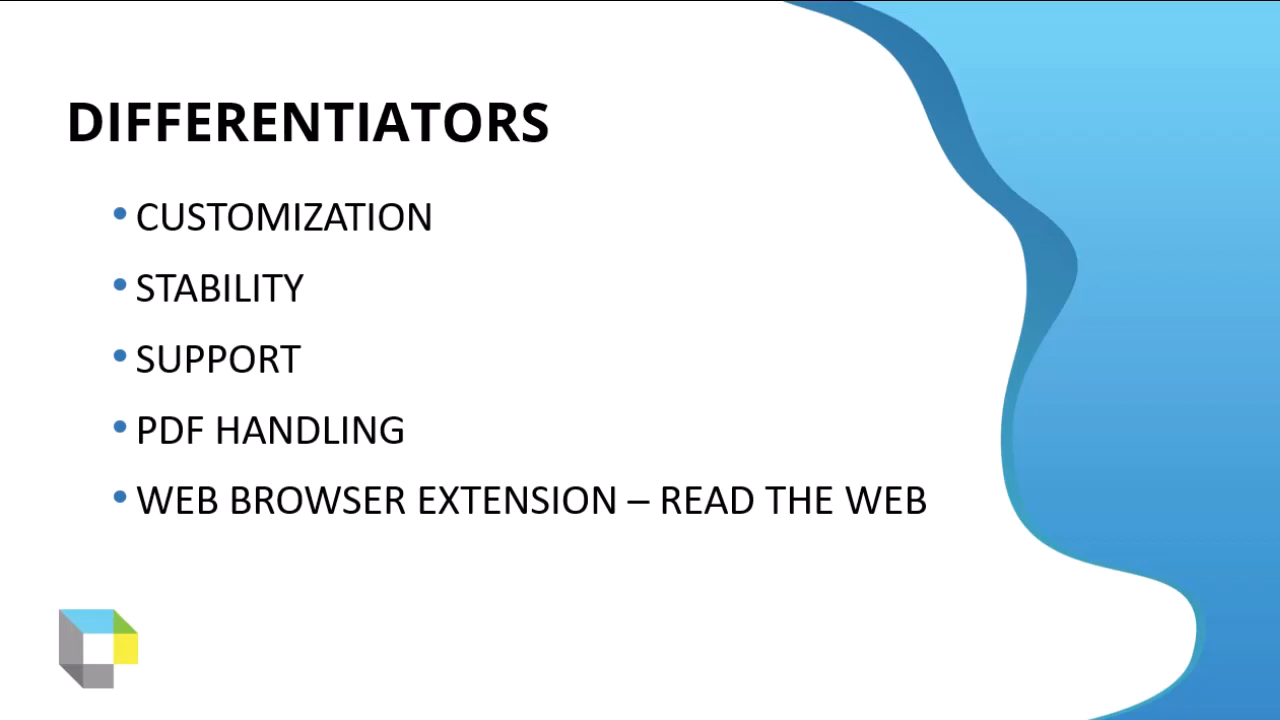 DIFFERENTIATORS
• CUSTOMIZATION
• STABILITY
• SUPPORT
• PDF HANDLING
• WEB BROWSER EXTENSION – READ THE WEB